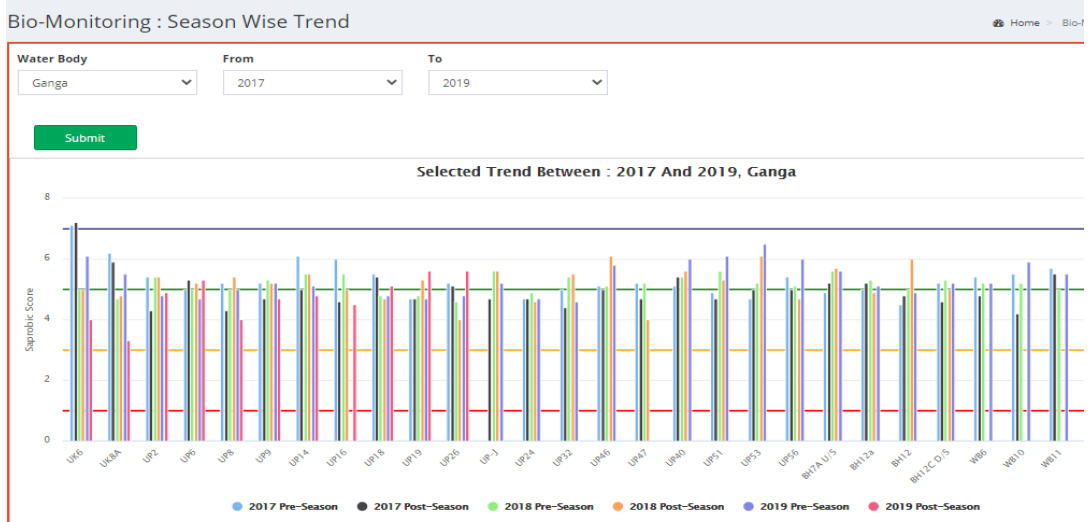 Bio-Monitoring : Season Wise Trend
Home > Bio-
Water Body From To
Ganga 2017 2019
Submit
Selected Trend Between : 2017 And 2019, Ganga
8
6
4
2
0
Saprobic Score
UK6 UK8A UP2 UP6 UP8 UP9 UP14 UP16 UP18 UP19 UP26 UP-J UP24 UP32 UP46 UP47 UP40 UP51 UP53 UP56 BH7A U/S BH12a BH12 BH12C D/S WB6 WB10 WB11
2017 Pre-Season 2017 Post-Season 2018 Pre-Season 2018 Post-Season 2019 Pre-Season 2019 Post-Season